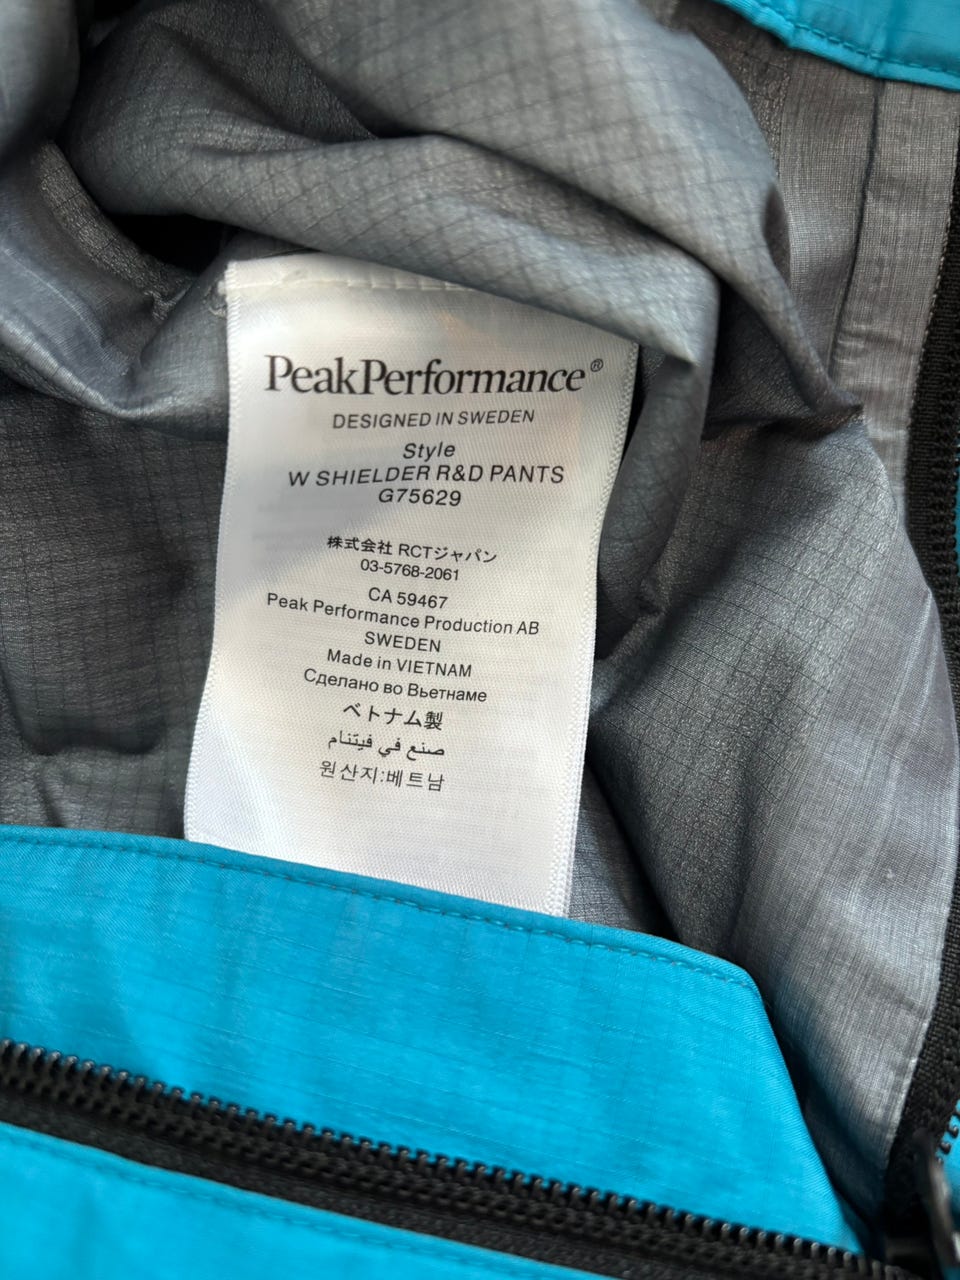 PeakPerformance®
DESIGNED IN SWEDEN
Style
W SHIELDER R&D PANTS
G75629
株式会社 RCTジャパン
03-5768-2061
CA 59467
Peak Performance Production AB
SWEDEN
Made in VIETNAM
Сделано во Вьетнаме
ベトナム製
صنع في فيتنام
원산지:베트남